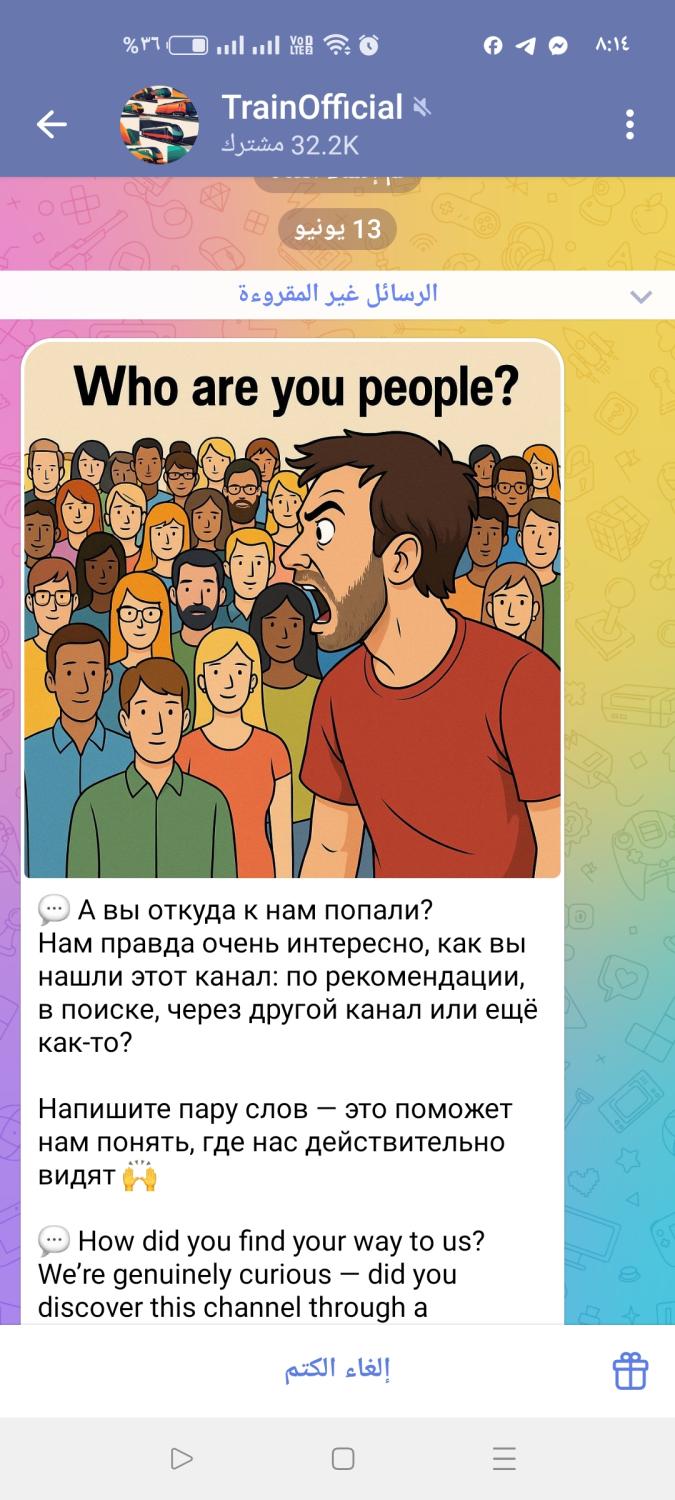 %٣٦
VoD
LTE2
٨:١٤
TrainOfficial
32.2K مشترك
13 يونيو
الرسائل غير المقروءة
Who are you people?
💬 А вы откуда к нам попали?
Нам правда очень интересно, как вы
нашли этот канал: по рекомендации,
в поиске, через другой канал или ещё
как-то?
Напишите пару слов — это поможет
нам понять, где нас действительно
видят 🙌
💬 How did you find your way to us?
We’re genuinely curious — did you
discover this channel through a
إلغاء الكتم